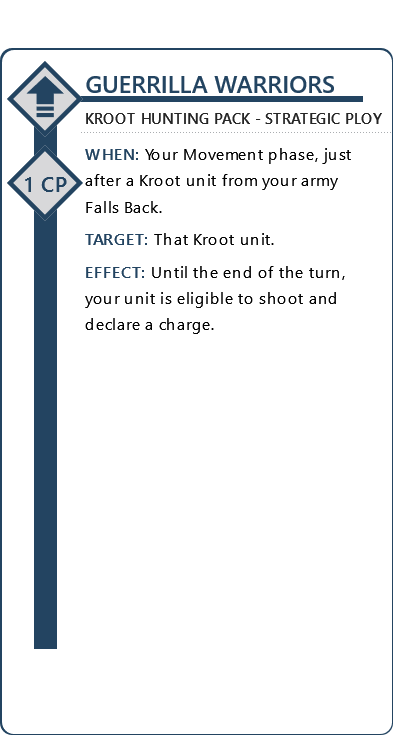 GUERRILLA WARRIORS
KROOT HUNTING PACK - STRATEGIC PLOY
WHEN: Your Movement phase, just
after a Kroot unit from your army
1 CP
Falls Back.
TARGET: That Kroot unit.
EFFECT: Until the end of the turn,
your unit is eligible to shoot and
declare a charge.